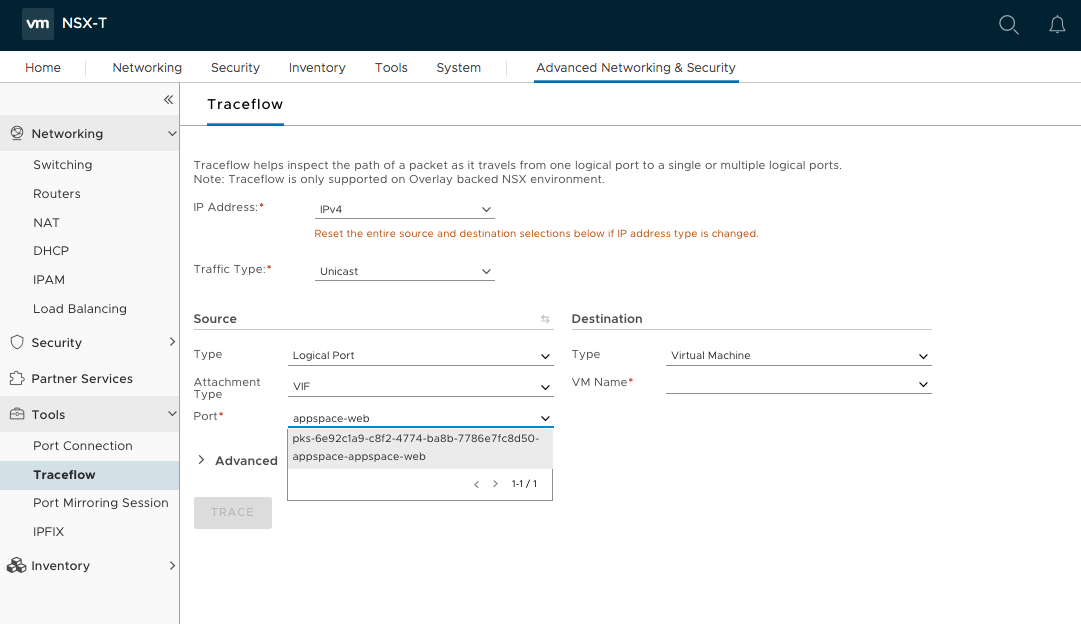 vm NSX-T
Home Networking Security Inventory Tools System Advanced Networking & Security
Networking
Switching
Routers
NAT
DHCP
IPAM
Load Balancing
Security
Partner Services
Tools
Port Connection
Traceflow
Port Mirroring Session
IPFIX
Inventory
Traceflow
Traceflow helps inspect the path of a packet as it travels from one logical port to a single or multiple logical ports.
Note: Traceflow is only supported on Overlay backed NSX environment.
IP Address:* IPv4
Reset the entire source and destination selections below if IP address type is changed.
Traffic Type:* Unicast
Source
Type Logical Port
Attachment
Type VIF
Port* appspace-web
pks-6e92c1a9-c8f2-4774-ba8b-7786e7fc8d50-
appspace-appspace-web
1-1 / 1
Advanced
TRACE
Destination
Type Virtual Machine
VM Name*